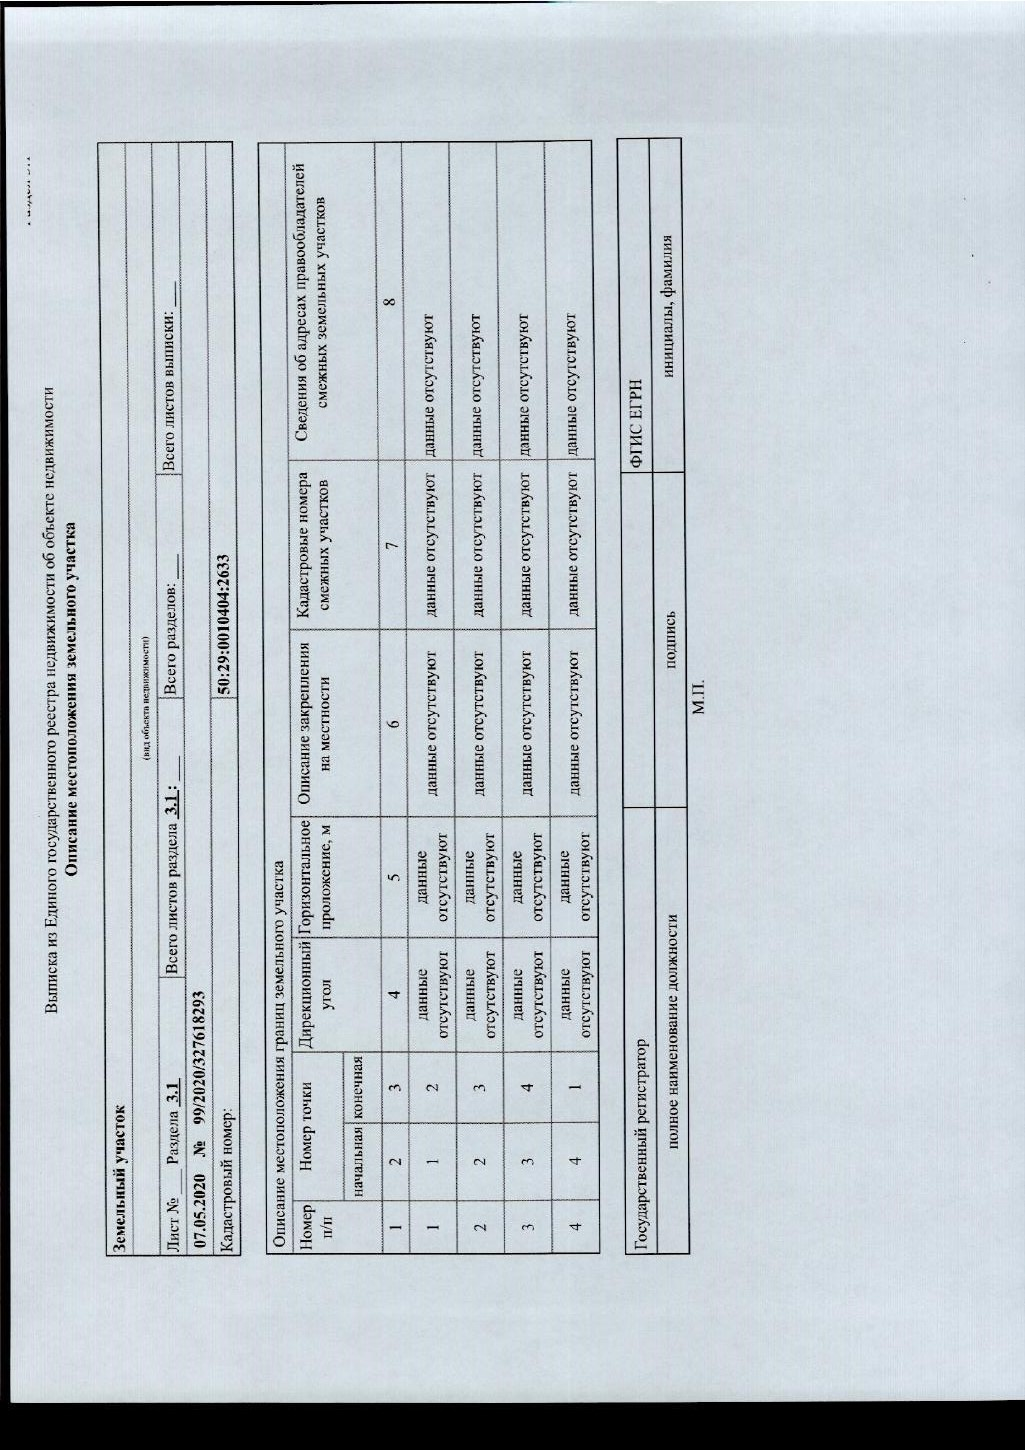 Выписка из Единого государственного реестра недвижимости об объекте недвижимости
Описание местоположения земельного участка
Земельный участок
(вид объекта недвижимости)
Лист № ___ Раздела 3.1 Всего листов раздела 3.1 : ___ Всего разделов: ___ Всего листов выписки: ___
07.05.2020 № 99/2020/327618293
Кадастровый номер: 50:29:0010404:2633
Описание местоположения границ земельного участка
Номер п/п
Номер точки
начальная конечная
Дирекционный угол
Горизонтальное проложение, м
Описание закрепления на местности
Кадастровые номера смежных участков
Сведения об адресах правообладателей смежных земельных участков
1 2 3 4 5 6 7 8
1 1 2 данные отсутствуют данные отсутствуют данные отсутствуют данные отсутствуют данные отсутствуют
2 2 3 данные отсутствуют данные отсутствуют данные отсутствуют данные отсутствуют данные отсутствуют
3 3 4 данные отсутствуют данные отсутствуют данные отсутствуют данные отсутствуют данные отсутствуют
4 4 1 данные отсутствуют данные отсутствуют данные отсутствуют данные отсутствуют данные отсутствуют
Государственный регистратор ФГИС ЕГРН
полное наименование должности подпись инициалы, фамилия
М.П.